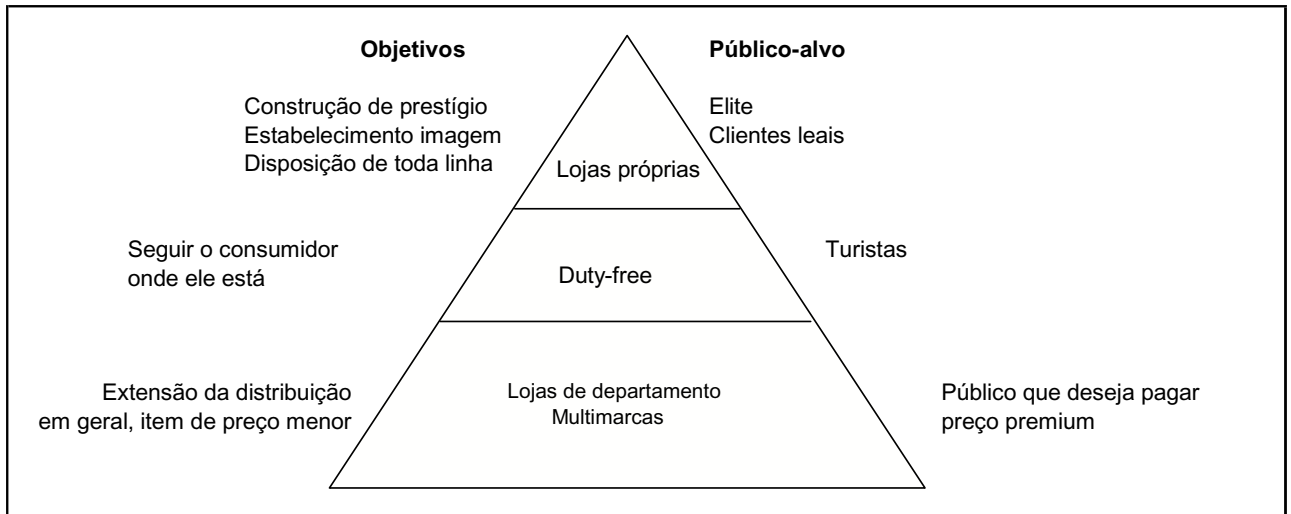 Objetivos
Público-alvo
Construção de prestígio
Estabelecimento imagem
Disposição de toda linha
Lojas próprias
Elite
Clientes leais
Seguir o consumidor
onde ele está
Duty-free
Turistas
Extensão da distribuição
em geral, item de preço menor
Lojas de departamento
Multimarcas
Público que deseja pagar
preço premium